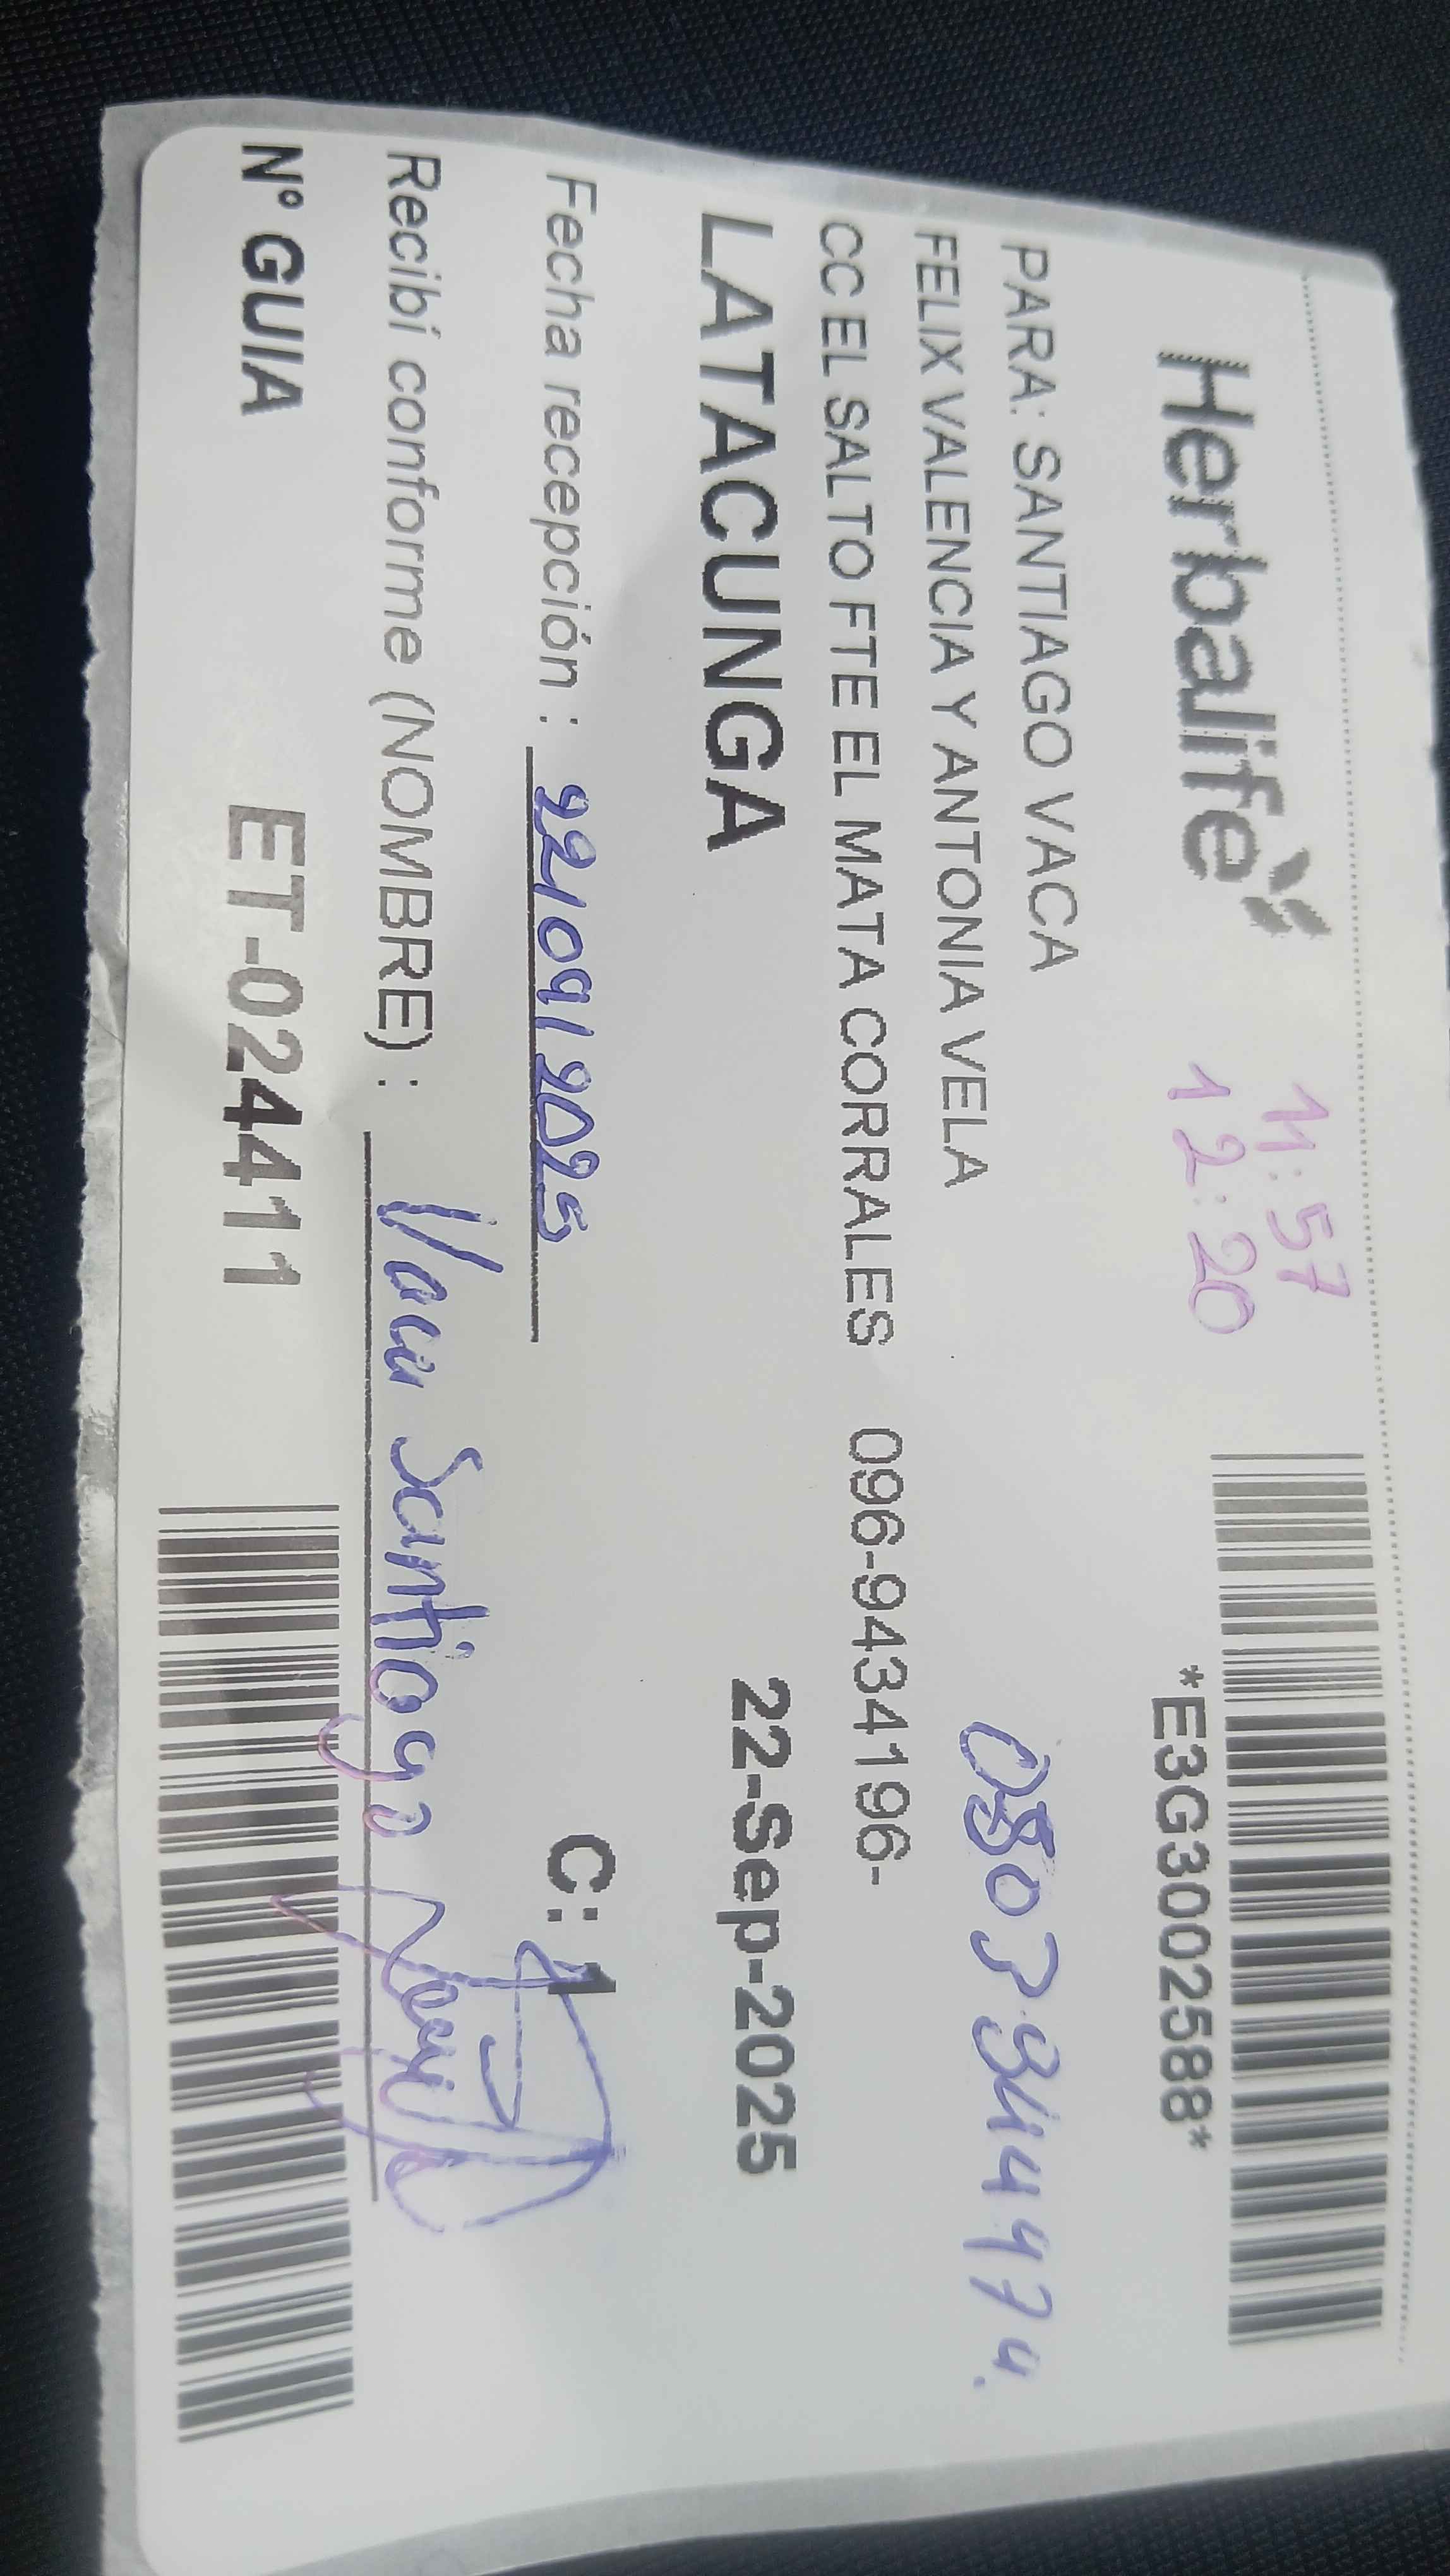 Herbalife
11:57
12:20
*E3G3002588*
PARA: SANTIAGO VACA
FELIX VALENCIA Y ANTONIA VELA
CC EL SALTO FTE EL MATA CORRALES 096-9434196-
LATACUNGA 22-Sep-2025
Fecha recepción : 22/09/2025 C: 1
Recibí conforme (NOMBRE) : Vaca Santiago
Nº GUIA ET-024411